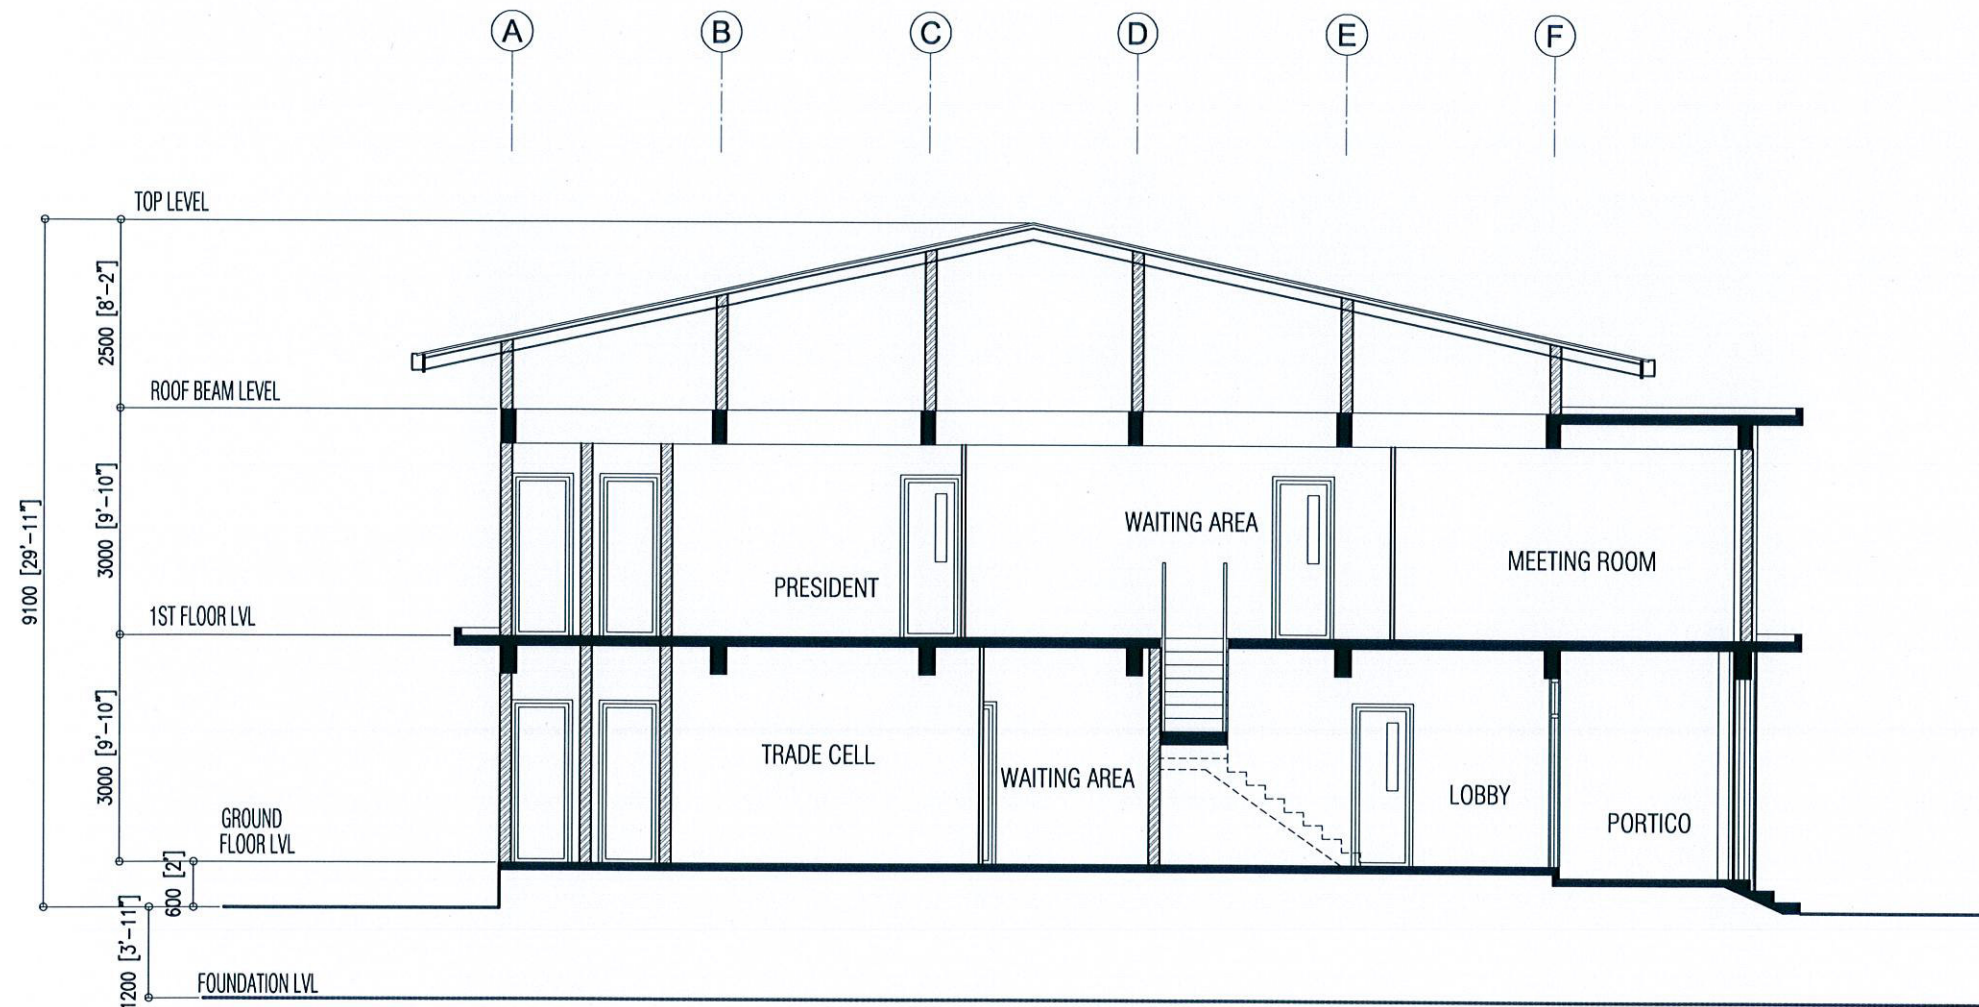 A B C D E F
TOP LEVEL
2500 [8'-2"]
ROOF BEAM LEVEL
3000 [9'-10"]
9100 [29'-11"]
WAITING AREA
MEETING ROOM
PRESIDENT
1ST FLOOR LVL
3000 [9'-10"]
TRADE CELL
WAITING AREA
LOBBY
PORTICO
GROUND
FLOOR LVL
600 [2']
1200 [3'-11"]
FOUNDATION LVL